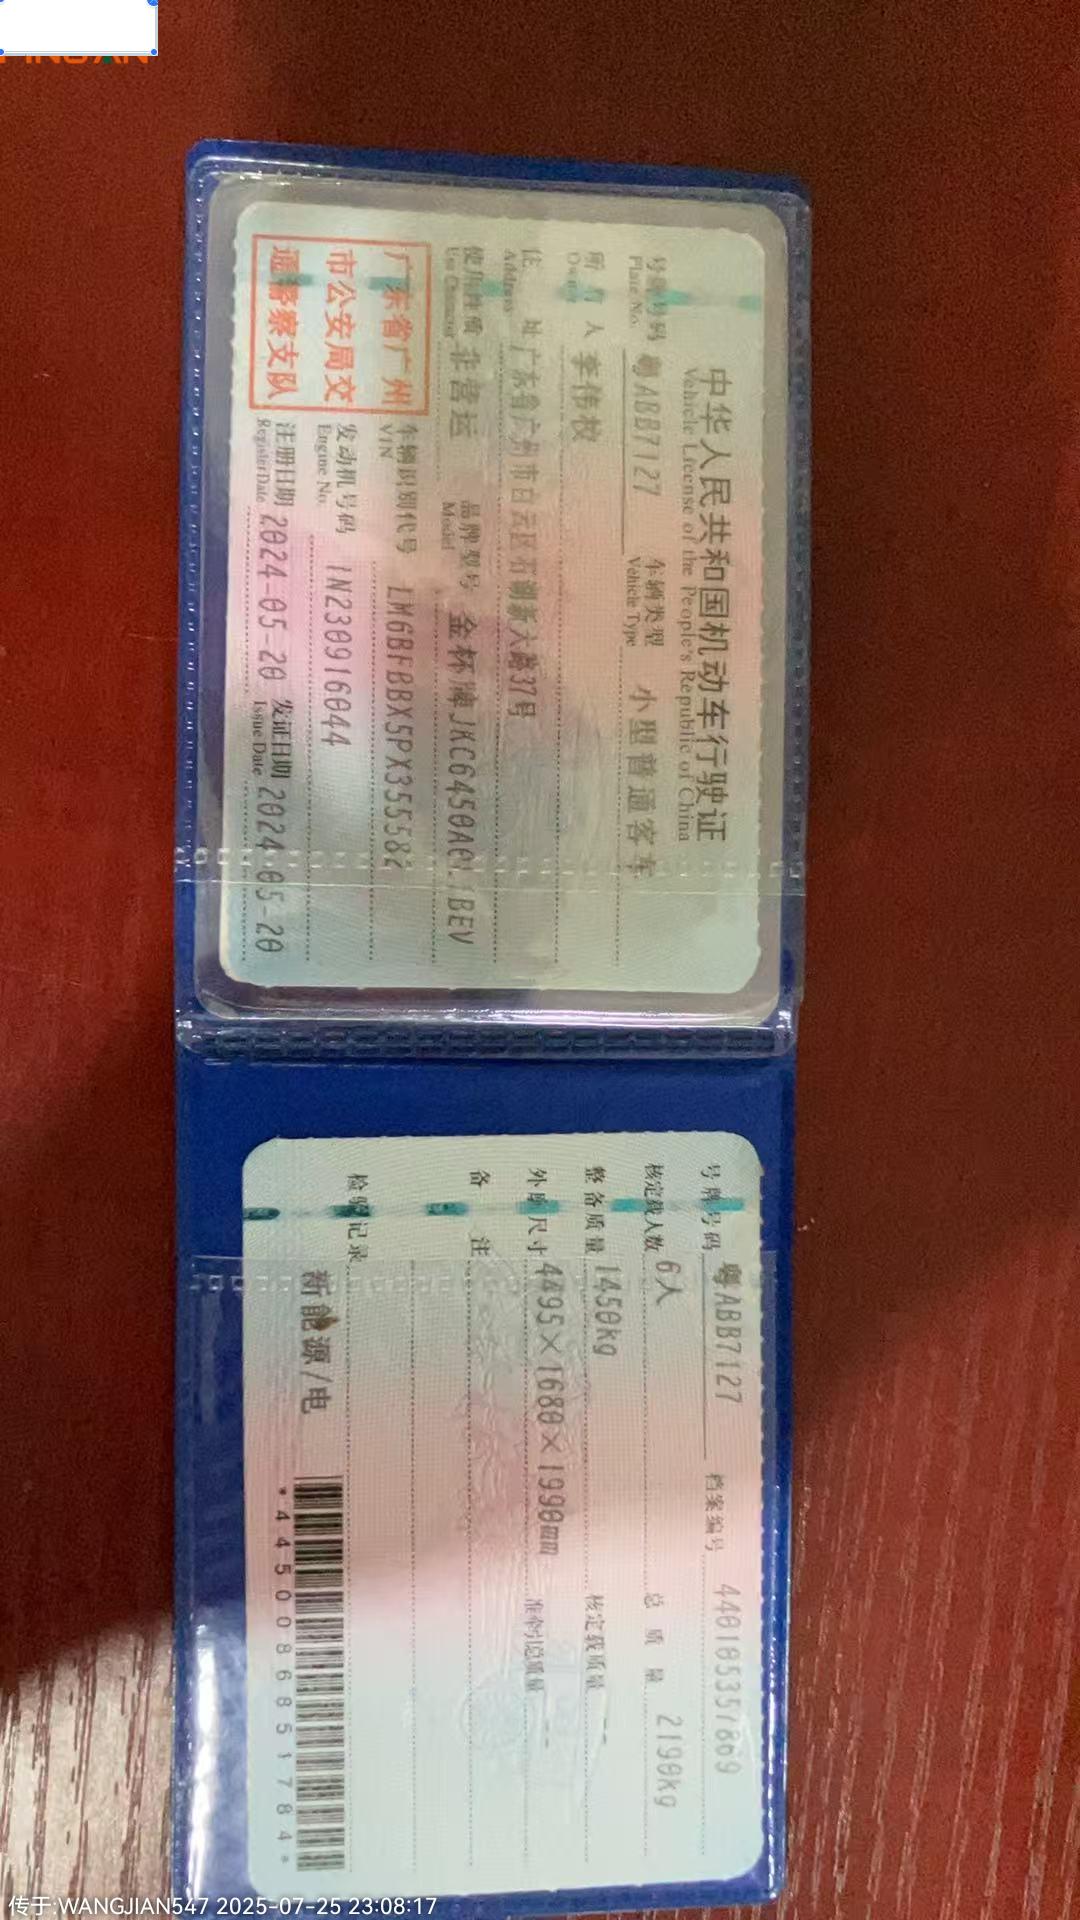 中华人民共和国机动车行驶证
Vehicle License of the People's Republic of China
号牌号码 粤ABB7127 车辆类型 小型普通客车
Plate No. Vehicle Type
所有人 李伟
Owner
住址 广东省广州市白云区石湖新大路37号
Address
使用性质 非营运 品牌型号 金杯牌JKC6450A
Use Character Model
广东省广州
市公安局交
通警察支队
车辆识别代号 LM6BFBBX5PX355582
VIN
发动机号码 1N230916044
Engine No.
注册日期 2024-05-20 发证日期 2024-05-20
Register Date Issue Date
号牌号码 粤ABB7127 档案编号 440185357869
核定载人数 6人 总质量 2190kg
整备质量 1450kg 核定载质量 --
外廓尺寸 4495×1680×1990mm 准牵引总质量 --
备注
检验记录
新能源/电
*4450086851784*
传于:WANGJIAN547 2025-07-25 23:08:17